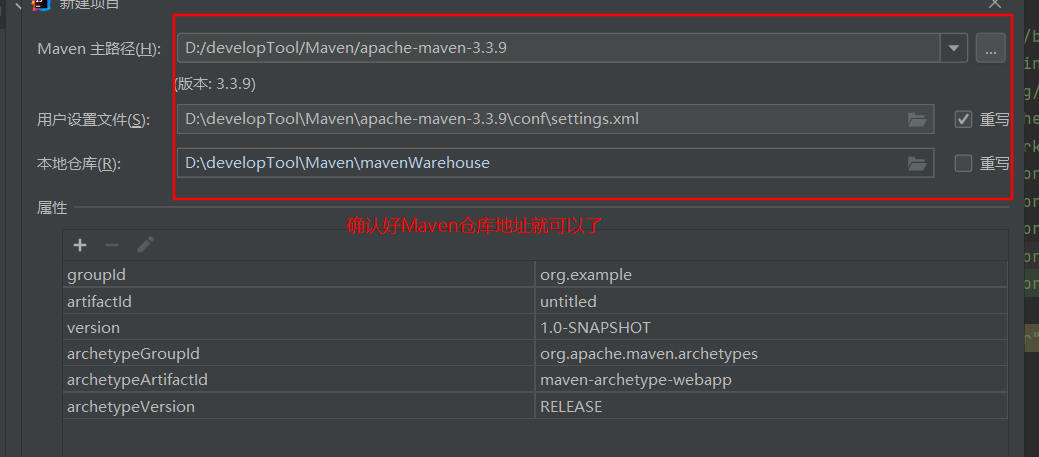 新建项目
Maven 主路径(H):
D:/developTool/Maven/apache-maven-3.3.9
...
(版本: 3.3.9)
用户设置文件(S):
D:\developTool\Maven\apache-maven-3.3.9\conf\settings.xml
重写
本地仓库(R):
D:\developTool\Maven\mavenWarehouse
重写
属性
确认好Maven仓库地址就可以了
groupId
org.example
artifactId
untitled
version
1.0-SNAPSHOT
archetypeGroupId
org.apache.maven.archetypes
archetypeArtifactId
maven-archetype-webapp
archetypeVersion
RELEASE